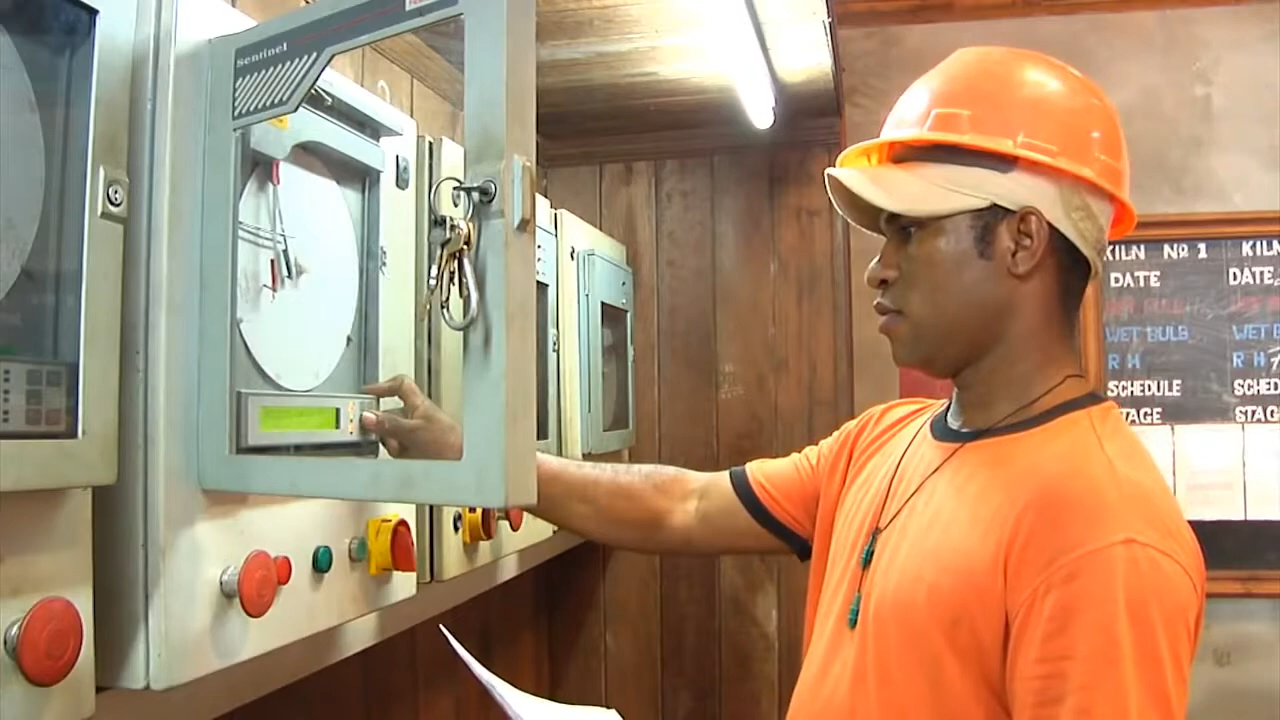 Sentinel
KILN Nº 1 KILN
DATE DATE
WET BULB WET B
R H R H
SCHEDULE SCHED
STAGE STAG